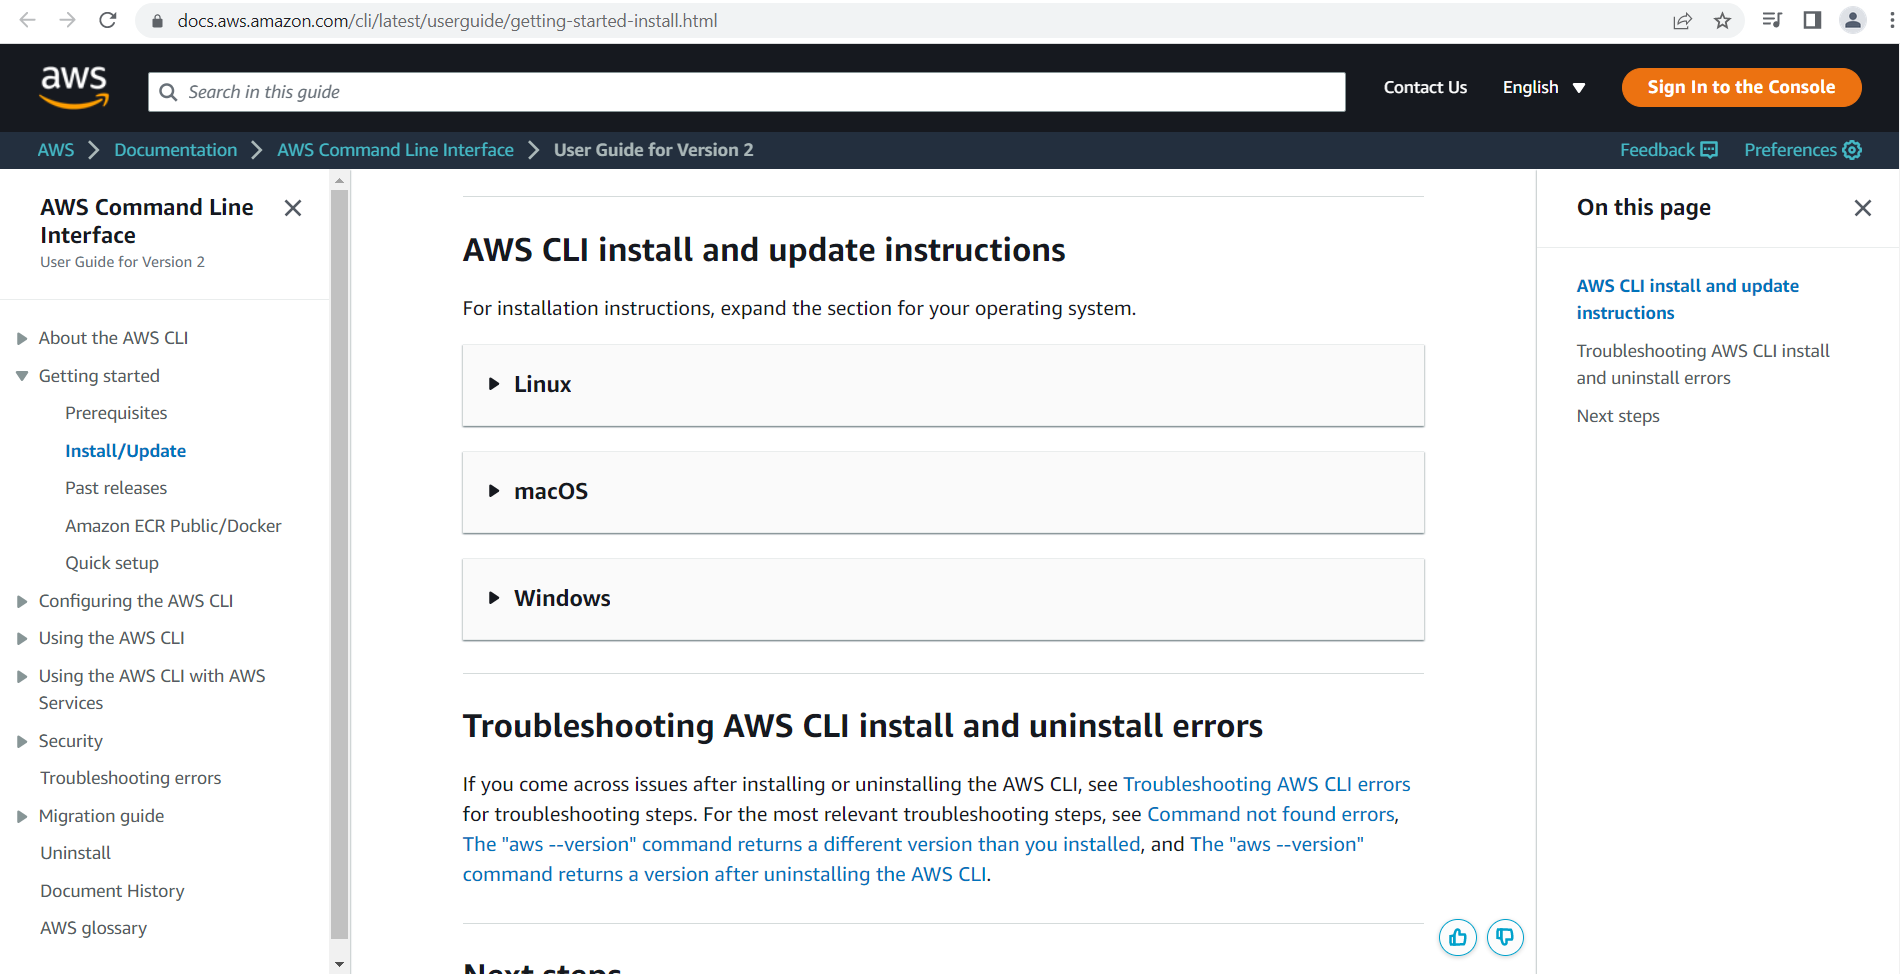 docs.aws.amazon.com/cli/latest/userguide/getting-started-install.html
aws
Search in this guide
Contact Us
English
Sign In to the Console
AWS
Documentation
AWS Command Line Interface
User Guide for Version 2
Feedback
Preferences
AWS Command Line
Interface
User Guide for Version 2
About the AWS CLI
Getting started
Prerequisites
Install/Update
Past releases
Amazon ECR Public/Docker
Quick setup
Configuring the AWS CLI
Using the AWS CLI
Using the AWS CLI with AWS
Services
Security
Troubleshooting errors
Migration guide
Uninstall
Document History
AWS glossary
AWS CLI install and update instructions
For installation instructions, expand the section for your operating system.
Linux
macOS
Windows
Troubleshooting AWS CLI install and uninstall errors
If you come across issues after installing or uninstalling the AWS CLI, see Troubleshooting AWS CLI errors
for troubleshooting steps. For the most relevant troubleshooting steps, see Command not found errors,
The "aws --version" command returns a different version than you installed, and The "aws --version"
command returns a version after uninstalling the AWS CLI.
Next steps
On this page
AWS CLI install and update
instructions
Troubleshooting AWS CLI install
and uninstall errors
Next steps